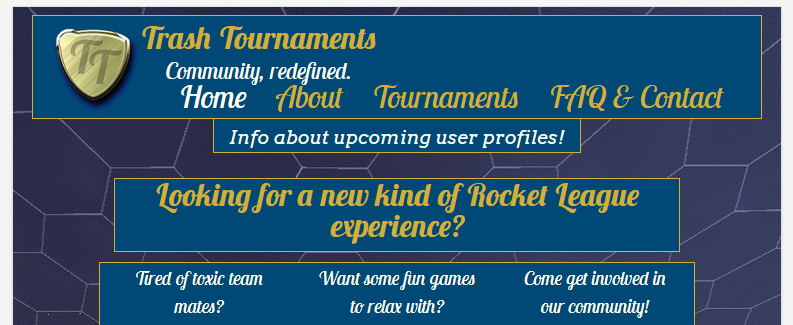 TT
Trash Tournaments
Community, redefined.
Home About Tournaments FAQ & Contact
Info about upcoming user profiles!
Looking for a new kind of Rocket League
experience?
Tired of toxic team
mates?
Want some fun games
to relax with?
Come get involved in
our community!